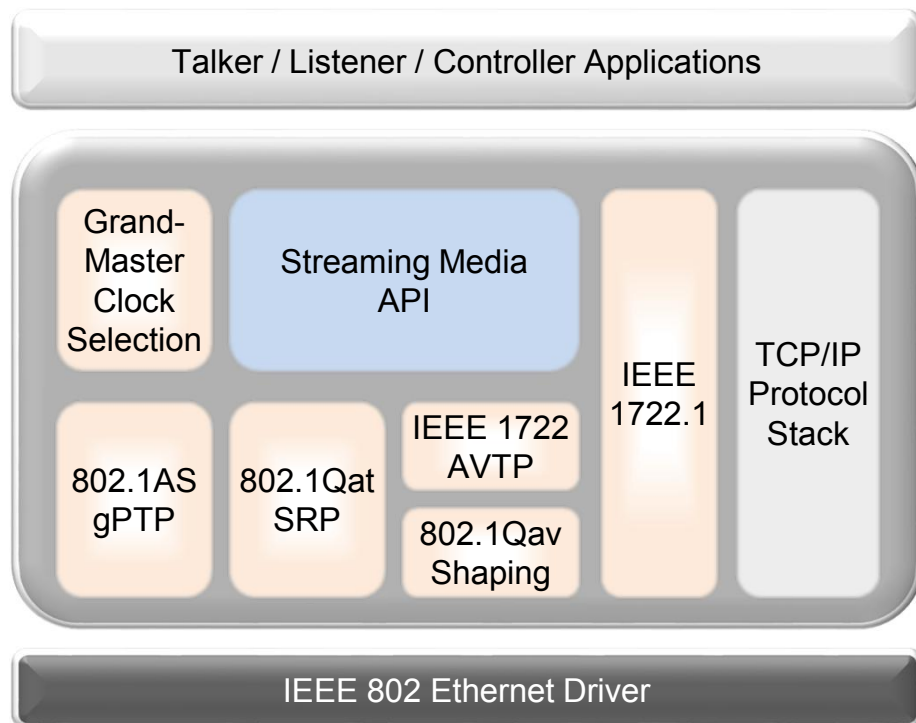 Talker / Listener / Controller Applications
Grand-
Master
Clock
Selection
Streaming Media
API
IEEE
1722.1
TCP/IP
Protocol
Stack
802.1AS
gPTP
802.1Qat
SRP
IEEE 1722
AVTP
802.1Qav
Shaping
IEEE 802 Ethernet Driver